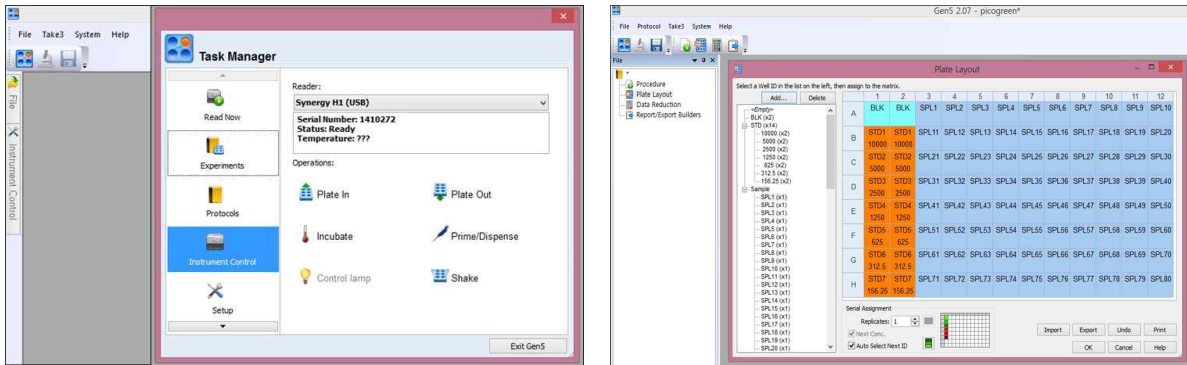 File Take3 System Help
Task Manager
Read Now
Experiments
Protocols
Instrument Control
Setup
Reader:
Synergy H1 (USB)
Serial Number: 1410272
Status: Ready
Temperature: ???
Operations:
Plate In
Plate Out
Incubate
Prime/Dispense
Control lamp
Shake
Exit Gen5
File
Instrument Control
Gen5 2.07 - picogreen*
File Protocol Take3 System Help
File
Procedure
Plate Layout
Data Reduction
Report/Export Builders
Plate Layout
Select a Well ID in the list on the left, then assign to the matrix.
Add... Delete
<Empty>
BLK (x2)
STD (x14)
10000 (x2)
5000 (x2)
2500 (x2)
1250 (x2)
625 (x2)
312.5 (x2)
156.25 (x2)
Sample
SPL1 (x1)
SPL2 (x1)
SPL3 (x1)
SPL4 (x1)
SPL5 (x1)
SPL6 (x1)
SPL7 (x1)
SPL8 (x1)
SPL9 (x1)
SPL10 (x1)
SPL11 (x1)
SPL12 (x1)
SPL13 (x1)
SPL14 (x1)
SPL15 (x1)
SPL16 (x1)
SPL17 (x1)
SPL18 (x1)
SPL19 (x1)
SPL20 (x1)
1 2 3 4 5 6 7 8 9 10 11 12
A BLK BLK SPL1 SPL2 SPL3 SPL4 SPL5 SPL6 SPL7 SPL8 SPL9 SPL10
B STD1 STD1 SPL11 SPL12 SPL13 SPL14 SPL15 SPL16 SPL17 SPL18 SPL19 SPL20
10000 10000
C STD2 STD2 SPL21 SPL22 SPL23 SPL24 SPL25 SPL26 SPL27 SPL28 SPL29 SPL30
5000 5000
D STD3 STD3 SPL31 SPL32 SPL33 SPL34 SPL35 SPL36 SPL37 SPL38 SPL39 SPL40
2500 2500
E STD4 STD4 SPL41 SPL42 SPL43 SPL44 SPL45 SPL46 SPL47 SPL48 SPL49 SPL50
1250 1250
F STD5 STD5 SPL51 SPL52 SPL53 SPL54 SPL55 SPL56 SPL57 SPL58 SPL59 SPL60
625 625
G STD6 STD6 SPL61 SPL62 SPL63 SPL64 SPL65 SPL66 SPL67 SPL68 SPL69 SPL70
312.5 312.5
H STD7 STD7 SPL71 SPL72 SPL73 SPL74 SPL75 SPL76 SPL77 SPL78 SPL79 SPL80
156.25 156.25
Serial Assignment
Replicates: 1
Next Conc.
Auto Select Next ID
Import Export Undo Print
OK Cancel Help